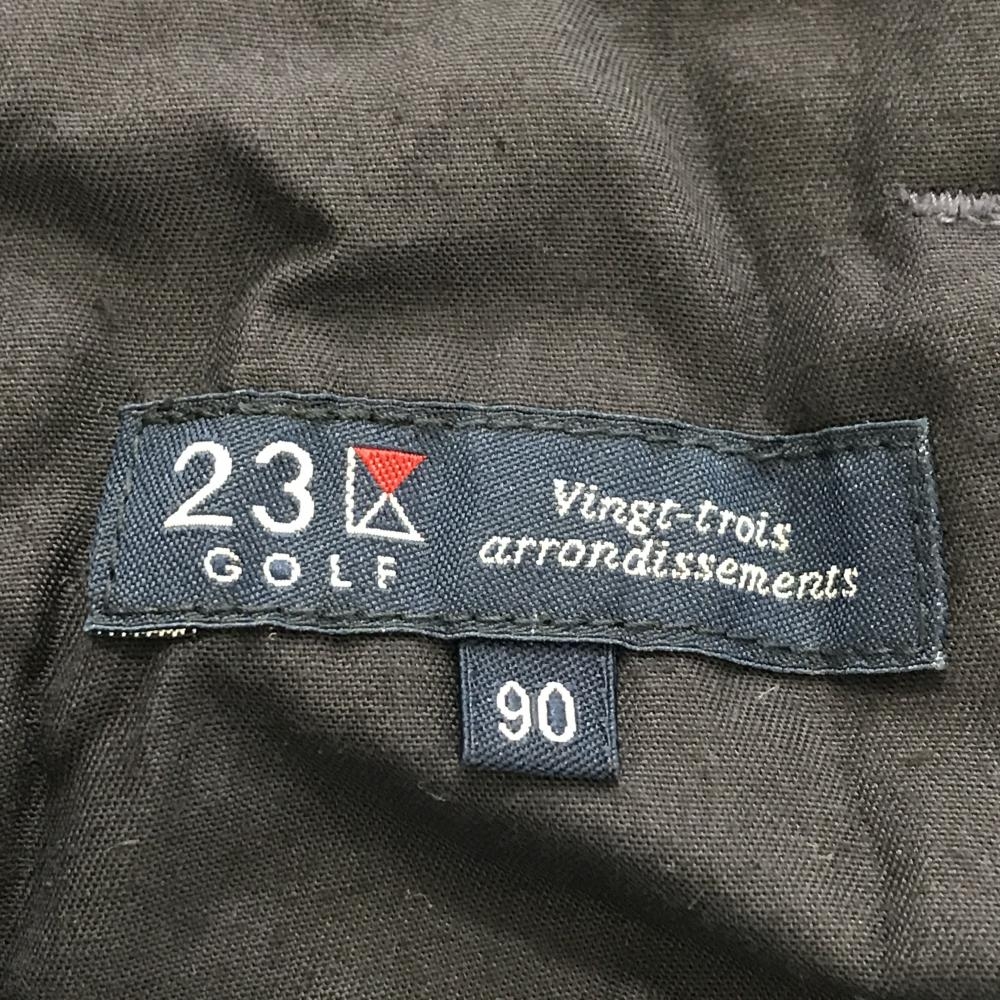 23
GOLF
Vingt-trois
arrondissements
90